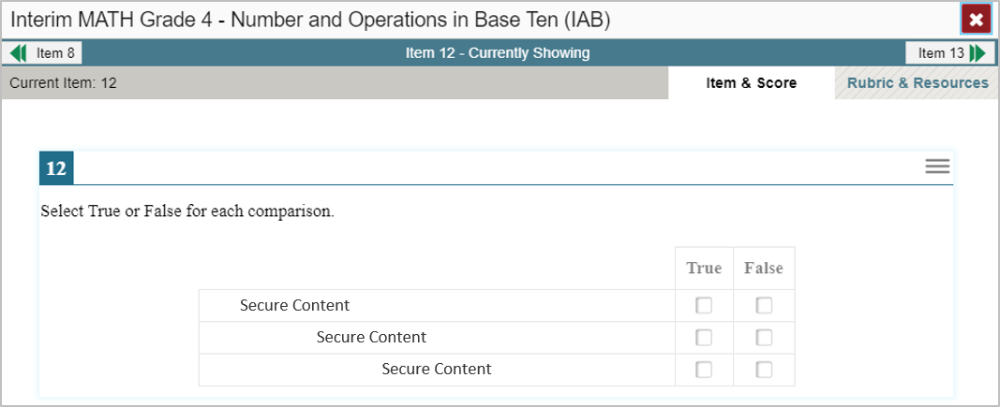 Interim MATH Grade 4 - Number and Operations in Base Ten (IAB)
Item 8
Item 12 - Currently Showing
Item 13
Current Item: 12
Item & Score
Rubric & Resources
12
Select True or False for each comparison.
True False
Secure Content
Secure Content
Secure Content